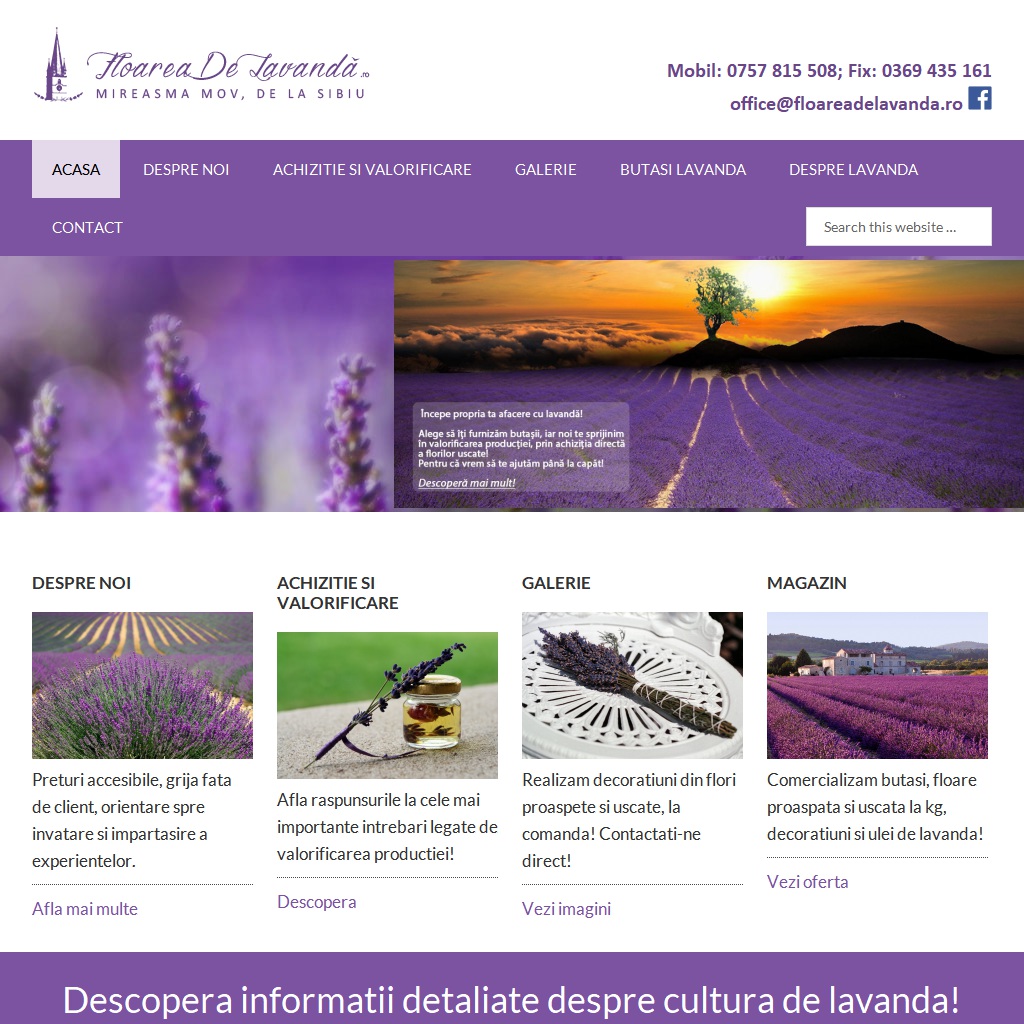 Floarea De Lavandă.ro
MIREASMA MOV, DE LA SIBIU
Mobil: 0757 815 508; Fix: 0369 435 161
office@floareadelavanda.ro
ACASA DESPRE NOI ACHIZITIE SI VALORIFICARE GALERIE BUTASI LAVANDA DESPRE LAVANDA
CONTACT
Search this website ...
Începe propria ta afacere cu lavandă!
Alege să îți furnizăm butașii, iar noi te sprijinim
în valorificarea producției, prin achiziția directă
a florilor uscate!
Pentru că vrem să te ajutăm până la capăt!
Descoperă mai mult!
DESPRE NOI
Preturi accesibile, grija fata
de client, orientare spre
invatare si impartasire a
experientelor.
Afla mai multe
ACHIZITIE SI
VALORIFICARE
Afla raspunsurile la cele mai
importante intrebari legate de
valorificarea productiei!
Descopera
GALERIE
Realizam decoratiuni din flori
proaspete si uscate, la
comanda! Contactati-ne
direct!
Vezi imagini
MAGAZIN
Comercializam butasi, floare
proaspata si uscata la kg,
decoratiuni si ulei de lavanda!
Vezi oferta
Descopera informatii detaliate despre cultura de lavanda!